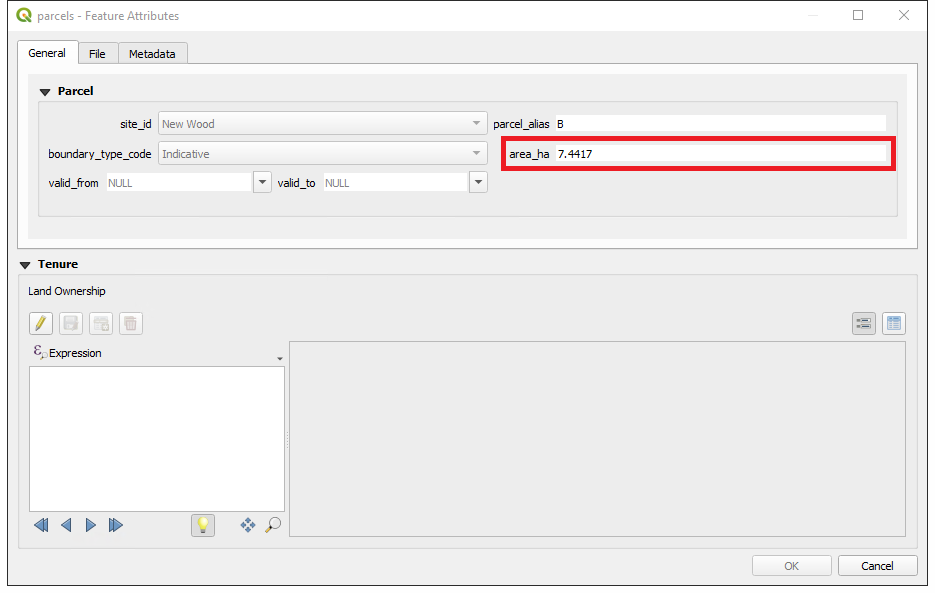 parcels - Feature Attributes
General File Metadata
Parcel
site_id New Wood parcel_alias B
boundary_type_code Indicative area_ha 7.4417
valid_from NULL valid_to NULL
Tenure
Land Ownership
Expression
OK Cancel